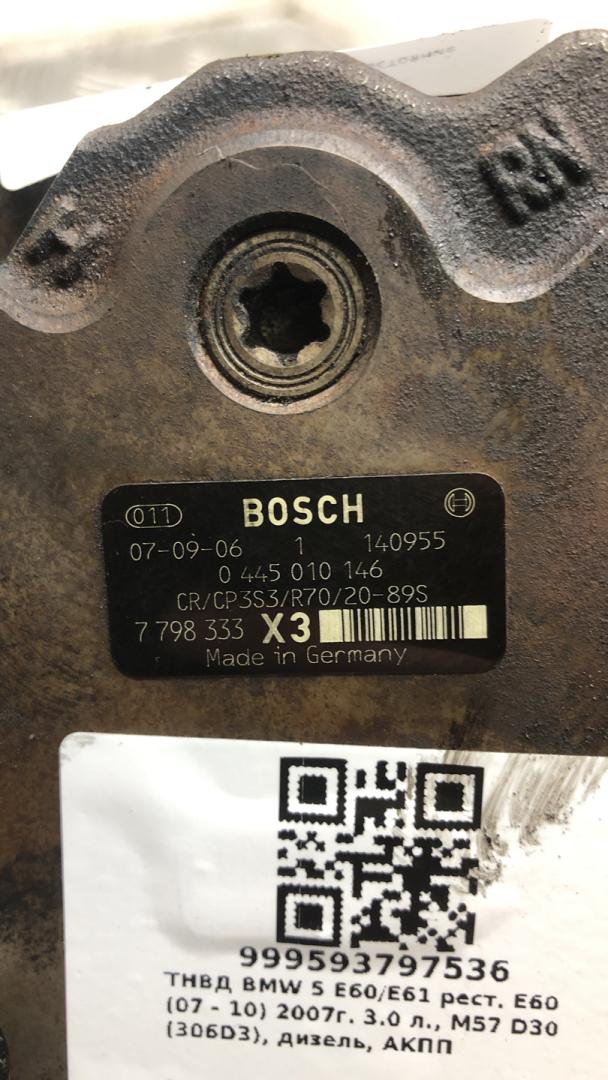 RBN
011 BOSCH
07-09-06 1 140955
0 445 010 146
CR/CP3S3/R70/20-89S
7 798 333 X3
Made in Germany
999593797536
ТНВД BMW 5 E60/E61 рест. E60
(07 - 10) 2007г. 3.0 л., M57 D30
(306D3), дизель, АКПП